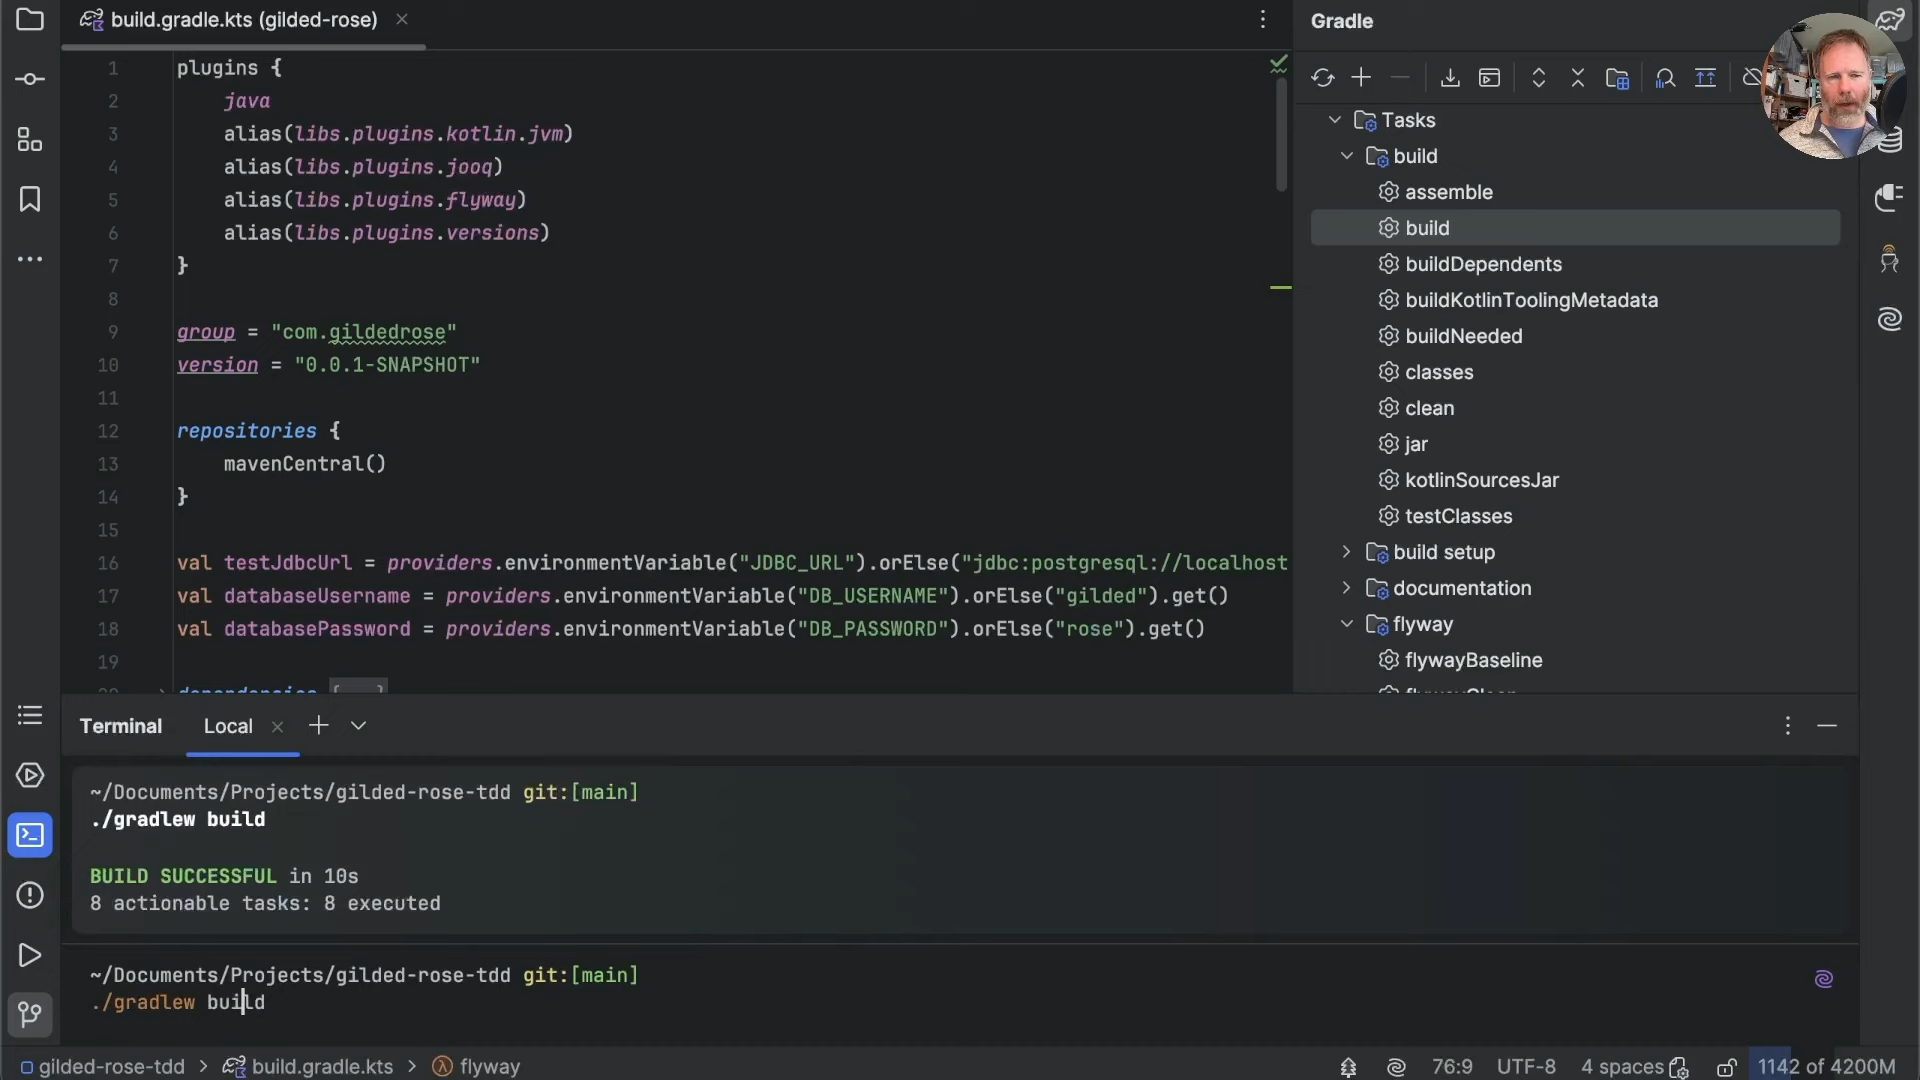 build.gradle.kts (gilded-rose)
1 plugins {
2 java
3 alias(libs.plugins.kotlin.jvm)
4 alias(libs.plugins.jooq)
5 alias(libs.plugins.flyway)
6 alias(libs.plugins.versions)
7 }
8
9 group = "com.gildedrose"
10 version = "0.0.1-SNAPSHOT"
11
12 repositories {
13 mavenCentral()
14 }
15
16 val testJdbcUrl = providers.environmentVariable("JDBC_URL").orElse("jdbc:postgresql://localhost
17 val databaseUsername = providers.environmentVariable("DB_USERNAME").orElse("gilded").get()
18 val databasePassword = providers.environmentVariable("DB_PASSWORD").orElse("rose").get()
19
Gradle
Tasks
build
assemble
build
buildDependents
buildKotlinToolingMetadata
buildNeeded
classes
clean
jar
kotlinSourcesJar
testClasses
build setup
documentation
flyway
flywayBaseline
Terminal Local
~/Documents/Projects/gilded-rose-tdd git:[main]
./gradlew build
BUILD SUCCESSFUL in 10s
8 actionable tasks: 8 executed
~/Documents/Projects/gilded-rose-tdd git:[main]
./gradlew build
gilded-rose-tdd > build.gradle.kts > flyway
76:9 UTF-8 4 spaces 1142 of 4200M